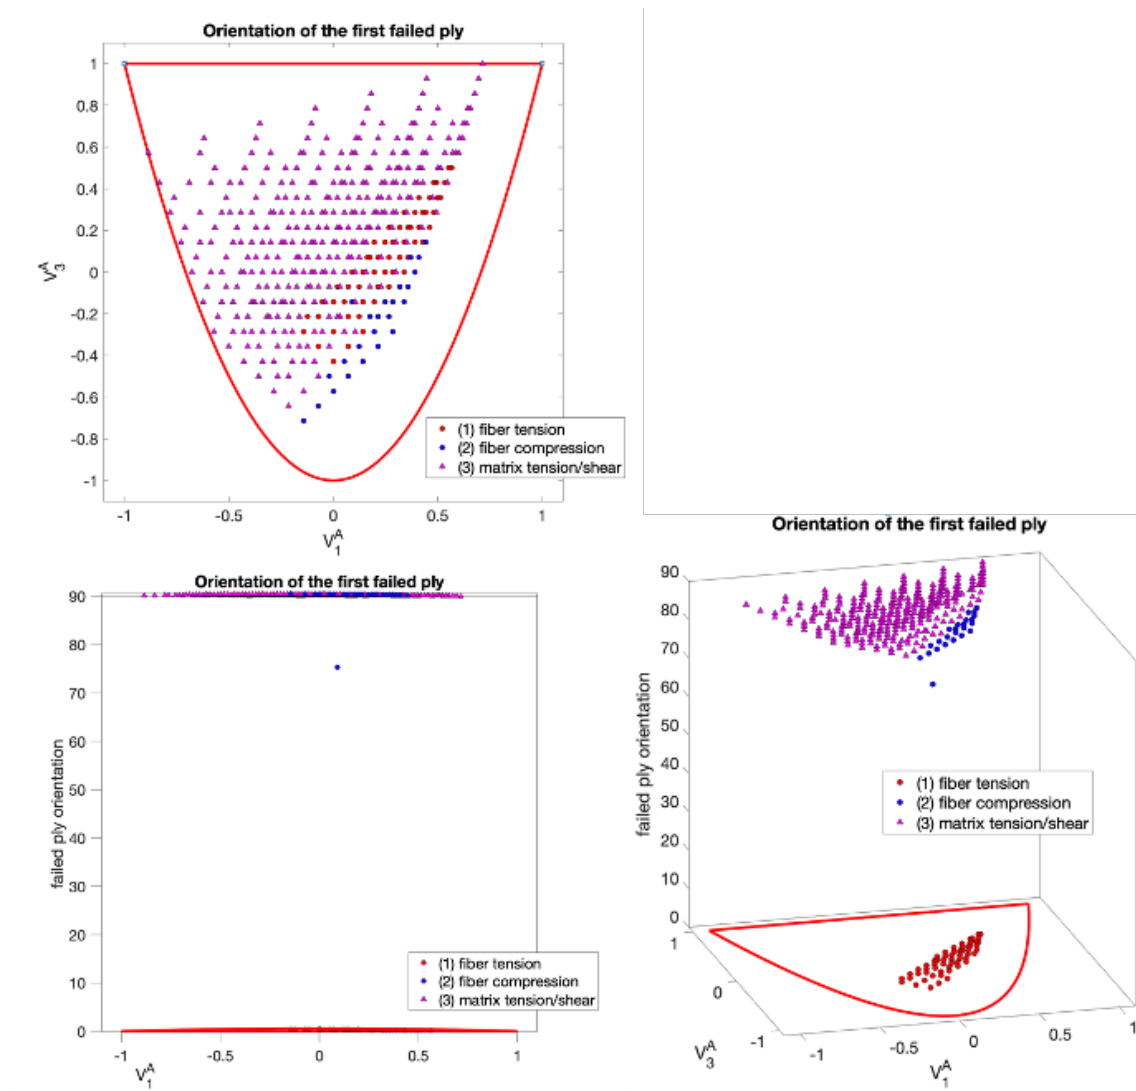 Orientation of the first failed ply
1
0.8
0.6
0.4
0.2
0
-0.2
-0.4
-0.6
-0.8
-1
V₃ᴬ
(1) fiber tension
(2) fiber compression
(3) matrix tension/shear
-1
-0.5
0
0.5
1
V₁ᴬ
Orientation of the first failed ply
90
80
70
60
50
40
30
20
10
0
failed ply orientation
(1) fiber tension
(2) fiber compression
(3) matrix tension/shear
-1
-0.5
0
0.5
1
V₁ᴬ
Orientation of the first failed ply
90
80
70
60
50
40
30
20
10
0
failed ply orientation
(1) fiber tension
(2) fiber compression
(3) matrix tension/shear
1
0
-1
V₃ᴬ
-1
-0.5
0
0.5
1
V₁ᴬ